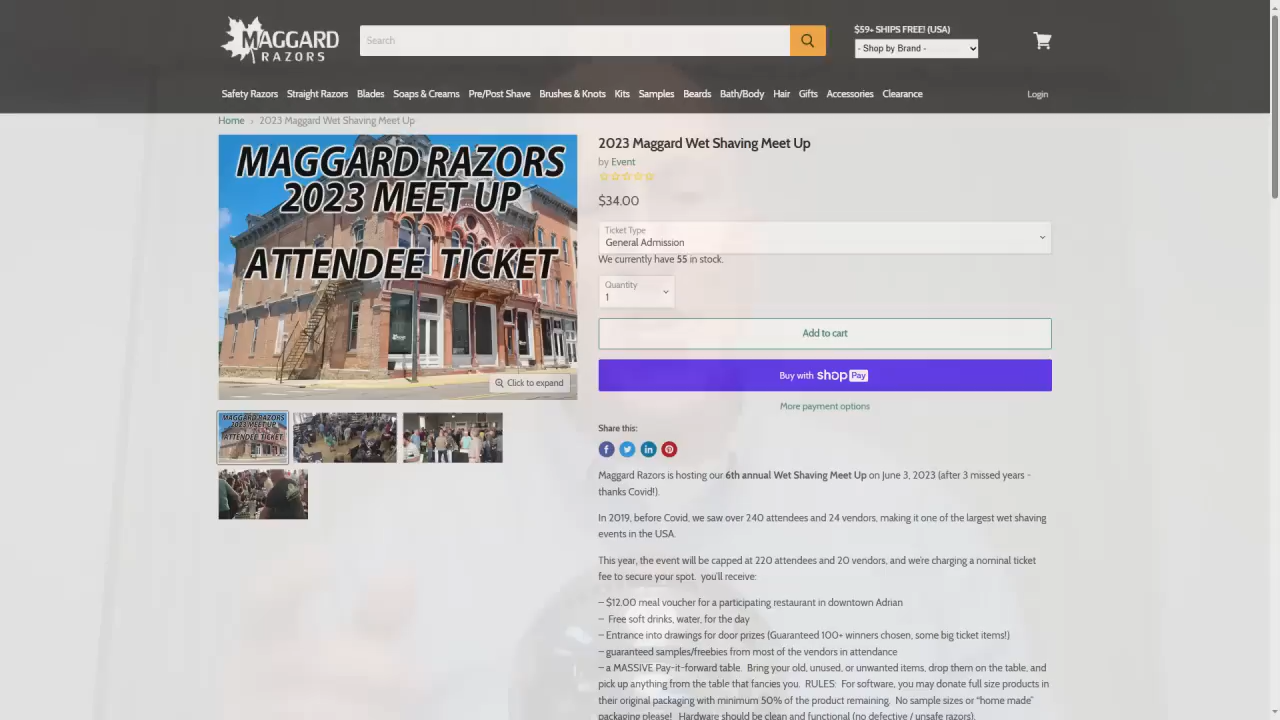 MAGGARD
RAZORS
Search
$59+ SHIPS FREE! (USA)
- Shop by Brand -
Safety Razors Straight Razors Blades Soaps & Creams Pre/Post Shave Brushes & Knots Kits Samples Beards Bath/Body Hair Gifts Accessories Clearance Login
Home › 2023 Maggard Wet Shaving Meet Up
MAGGARD RAZORS
2023 MEET UP
ATTENDEE TICKET
Click to expand
MAGGARD RAZORS
2023 MEET UP
ATTENDEE TICKET
2023 Maggard Wet Shaving Meet Up
by Event
$34.00
Ticket Type
General Admission
We currently have 55 in stock.
Quantity
1
Add to cart
Buy with shop Pay
More payment options
Share this:
Maggard Razors is hosting our 6th annual Wet Shaving Meet Up on June 3, 2023 (after 3 missed years -
thanks Covid!).
In 2019, before Covid, we saw over 240 attendees and 24 vendors, making it one of the largest wet shaving
events in the USA.
This year, the event will be capped at 220 attendees and 20 vendors, and we're charging a nominal ticket
fee to secure your spot. you'll receive:
– $12.00 meal voucher for a participating restaurant in downtown Adrian
– Free soft drinks, water, for the day
– Entrance into drawings for door prizes (Guaranteed 100+ winners chosen, some big ticket items!)
– guaranteed samples/freebies from most of the vendors in attendance
– a MASSIVE Pay-it-forward table. Bring your old, unused, or unwanted items, drop them on the table, and
pick up anything from the table that fancies you. RULES: For software, you may donate full size products in
their original packaging with minimum 50% of the product remaining. No sample sizes or “home made”
packaging please! Hardware should be clean and functional (no defective / unsafe razors).